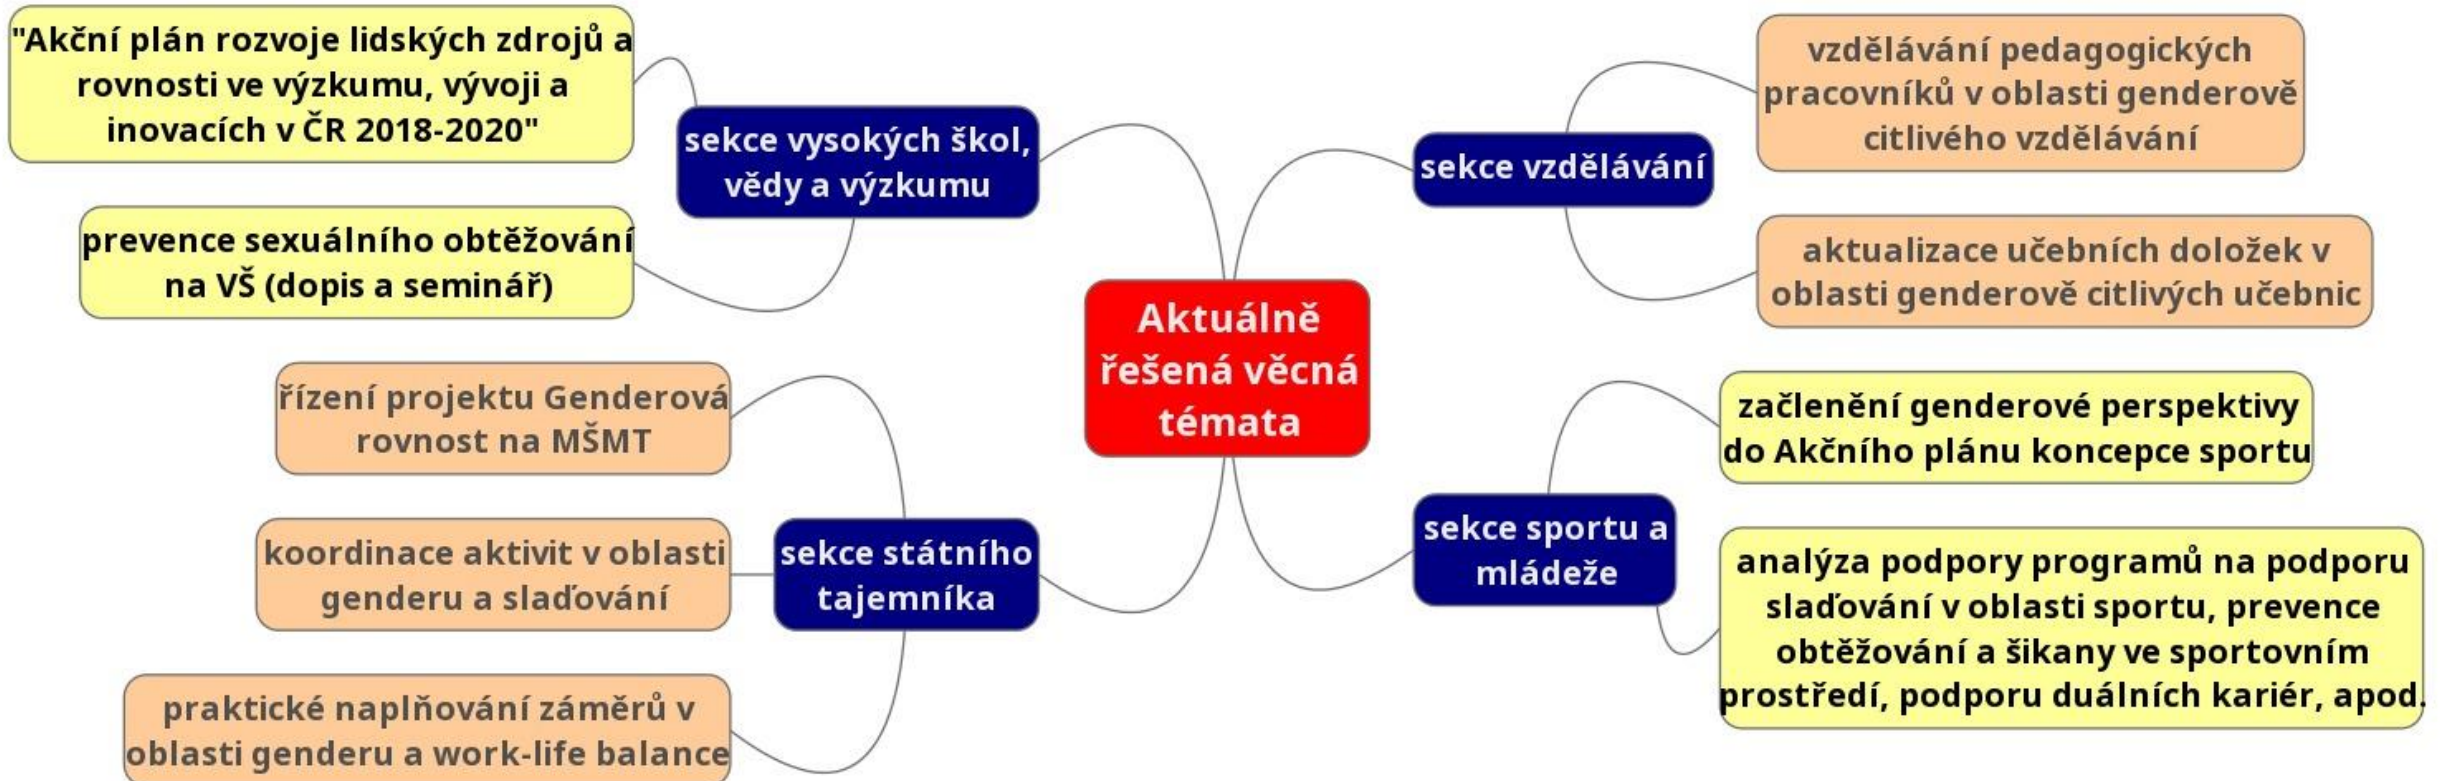 "Akční plán rozvoje lidských zdrojů a
rovnosti ve výzkumu, vývoji a
inovacích v ČR 2018-2020"
sekce vysokých škol,
vědy a výzkumu
prevence sexuálního obtěžování
na VŠ (dopis a seminář)
řízení projektu Genderová
rovnost na MŠMT
koordinace aktivit v oblasti
genderu a slaďování
sekce státního
tajemníka
praktické naplňování záměrů v
oblasti genderu a work-life balance
Aktuálně
řešená věcná
témata
vzdělávání pedagogických
pracovníků v oblasti genderově
citlivého vzdělávání
sekce vzdělávání
aktualizace učebních doložek v
oblasti genderově citlivých učebnic
začlenění genderové perspektivy
do Akčního plánu koncepce sportu
sekce sportu a
mládeže
analýza podpory programů na podporu
slaďování v oblasti sportu, prevence
obtěžování a šikany ve sportovním
prostředí, podporu duálních kariér, apod.